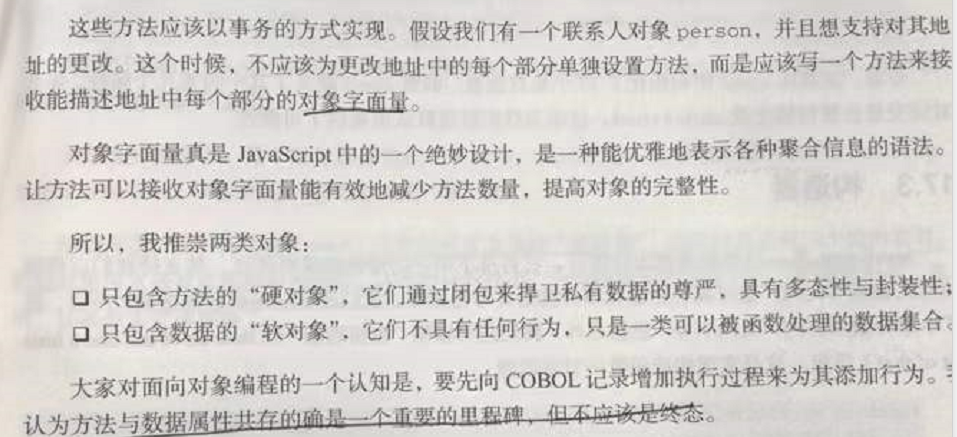 这些方法应该以事务的方式实现。假设我们有一个联系人对象 person，并且想支持对其地
址的更改。这个时候，不应该为更改地址中的每个部分单独设置方法，而是应该写一个方法来接
收能描述地址中每个部分的对象字面量。
对象字面量真是 JavaScript 中的一个绝妙设计，是一种能优雅地表示各种聚合信息的语法。
让方法可以接收对象字面量能有效地减少方法数量，提高对象的完整性。
所以，我推崇两类对象：
❑ 只包含方法的“硬对象”，它们通过闭包来捍卫私有数据的尊严，具有多态性与封装性；
❑ 只包含数据的“软对象”，它们不具有任何行为，只是一类可以被函数处理的数据集合。
大家对面向对象编程的一个认知是，要先向 COBOL 记录增加执行过程来为其添加行为。
认为方法与数据属性共存的确是一个重要的里程碑，但不应该是终态。